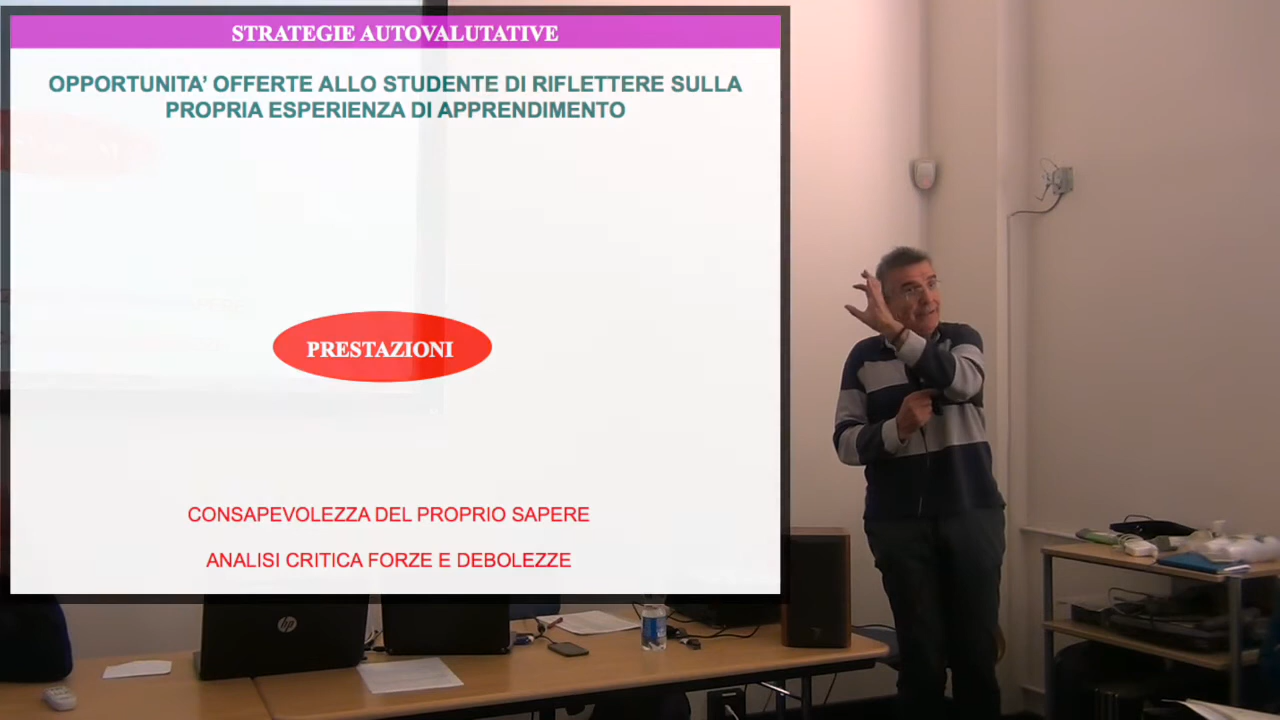 STRATEGIE AUTOVALUTATIVE
OPPORTUNITA' OFFERTE ALLO STUDENTE DI RIFLETTERE SULLA
PROPRIA ESPERIENZA DI APPRENDIMENTO
PRESTAZIONI
CONSAPEVOLEZZA DEL PROPRIO SAPERE
ANALISI CRITICA FORZE E DEBOLEZZE
hp